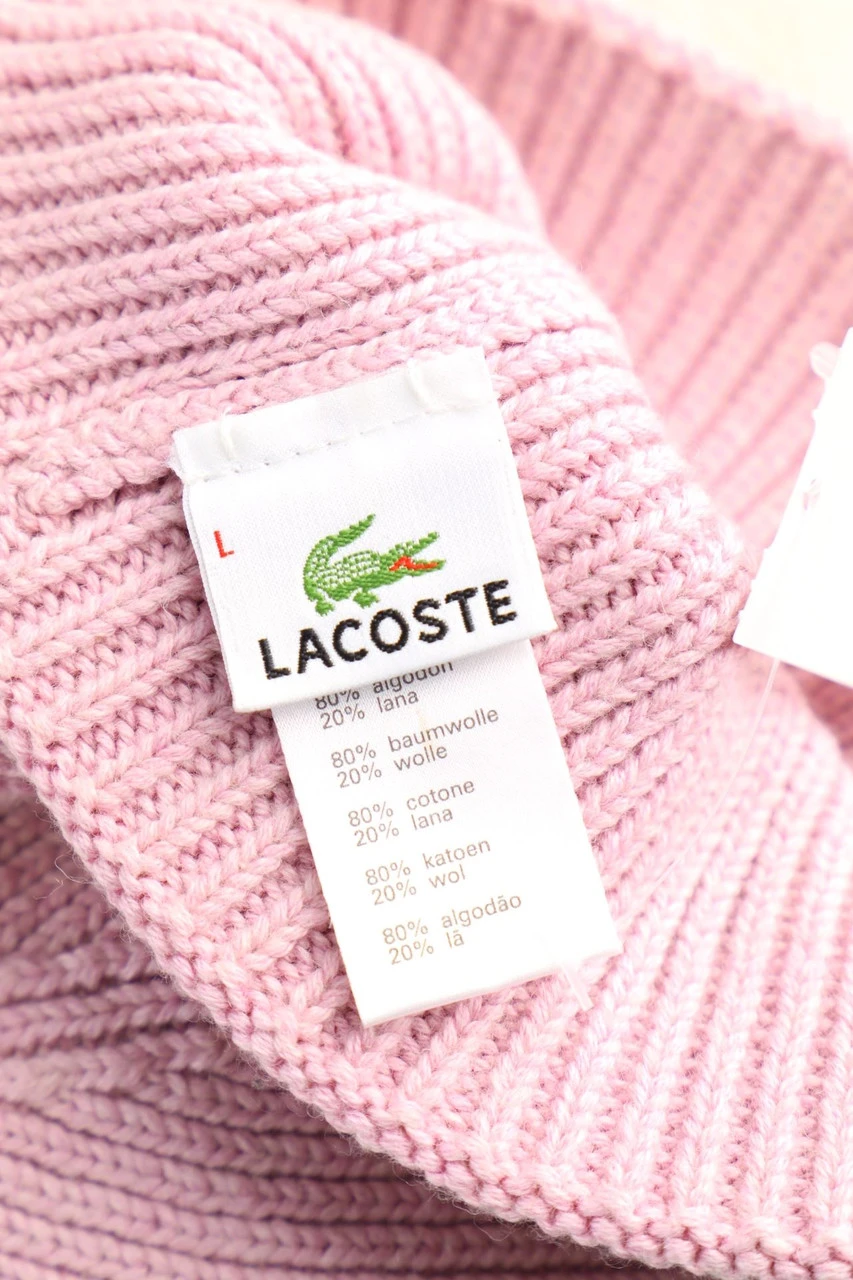 L
LACOSTE
80% algodón
20% lana
80% baumwolle
20% wolle
80% cotone
20% lana
80% katoen
20% wol
80% algodão
20% lã